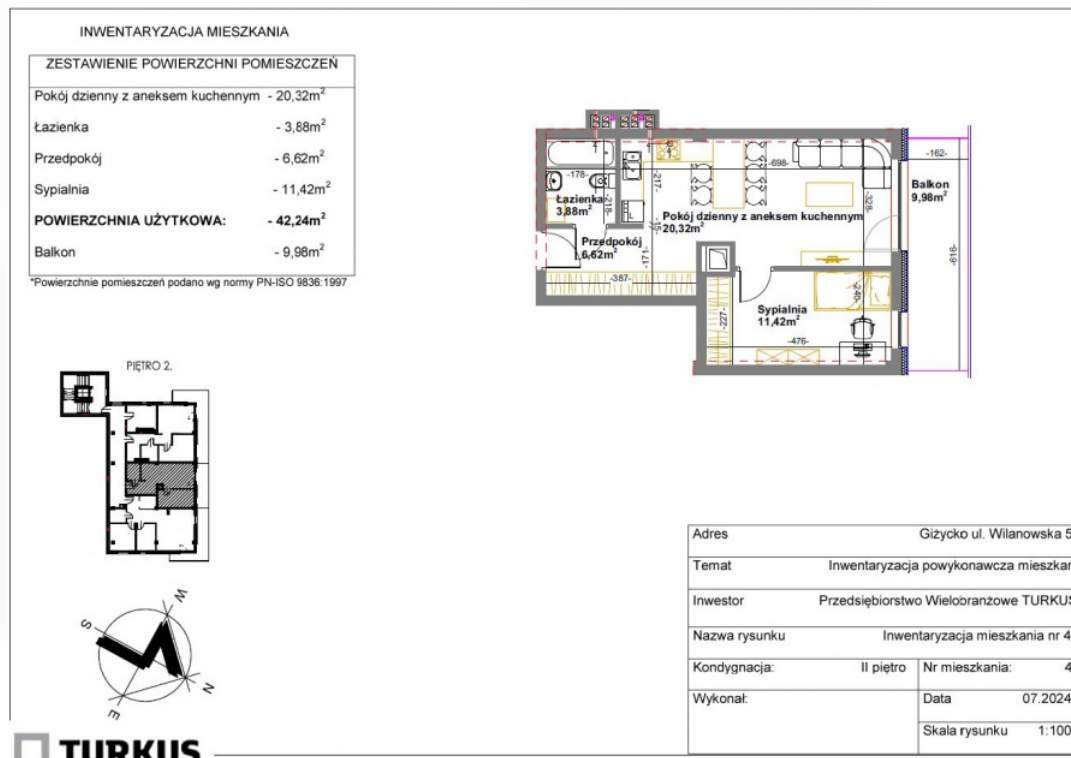 INWENTARYZACJA MIESZKANIA
ZESTAWIENIE POWIERZCHNI POMIESZCZEŃ
Pokój dzienny z aneksem kuchennym - 20,32m²
Łazienka - 3,88m²
Przedpokój - 6,62m²
Sypialnia - 11,42m²
POWIERZCHNIA UŻYTKOWA: - 42,24m²
Balkon - 9,98m²
*Powierzchnie pomieszczeń podano wg normy PN-ISO 9836:1997
-698-
-162-
-178-
-217-
-218-
-328-
Balkon
9,98m²
Łazienka
3,88m²
L
Pokój dzienny z aneksem kuchennym
20,32m²
-15-
Przedpokój
6,62m²
-171-
-619-
-387-
-240-
Sypialnia
11,42m²
-227-
-476-
PIĘTRO 2.
W
S
N
E
Adres Giżycko ul. Wilanowska 5
Temat Inwentaryzacja powykonawcza mieszkan
Inwestor Przedsiębiorstwo Wielobranżowe TURKUS
Nazwa rysunku Inwentaryzacja mieszkania nr 4
Kondygnacja: II piętro Nr mieszkania: 4
Wykonał: Data 07.2024
Skala rysunku 1:100
TURKUS